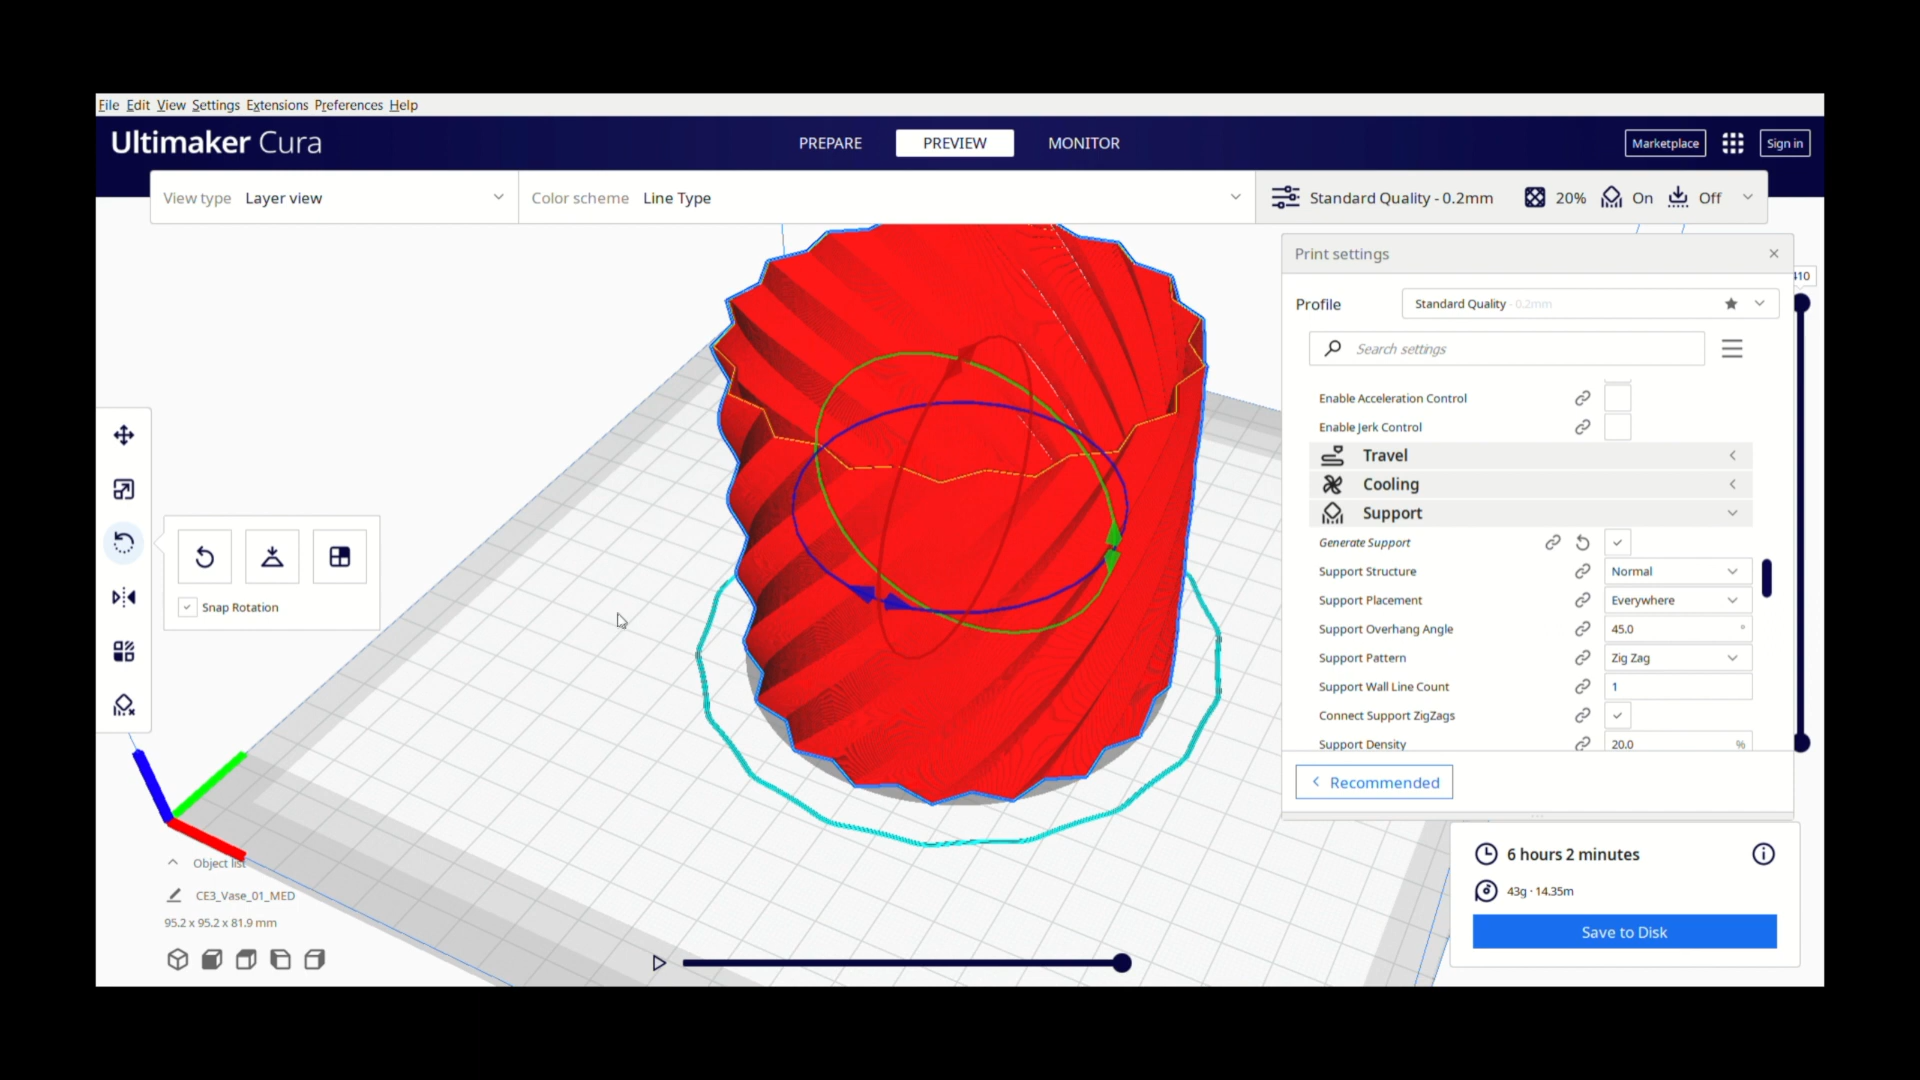 File Edit View Settings Extensions Preferences Help
Ultimaker Cura
PREPARE
PREVIEW
MONITOR
Marketplace
Sign in
View type Layer view
Color scheme Line Type
Standard Quality - 0.2mm
20%
On
Off
Print settings
410
Profile
Standard Quality - 0.2mm
Search settings
Enable Acceleration Control
Enable Jerk Control
Travel
Cooling
Support
Generate Support
Support Structure
Normal
Support Placement
Everywhere
Support Overhang Angle
45.0 °
Support Pattern
Zig Zag
Support Wall Line Count
1
Connect Support ZigZags
Support Density
20.0 %
Recommended
Snap Rotation
Object list
CE3_Vase_01_MED
95.2 x 95.2 x 81.9 mm
6 hours 2 minutes
43g · 14.35m
Save to Disk